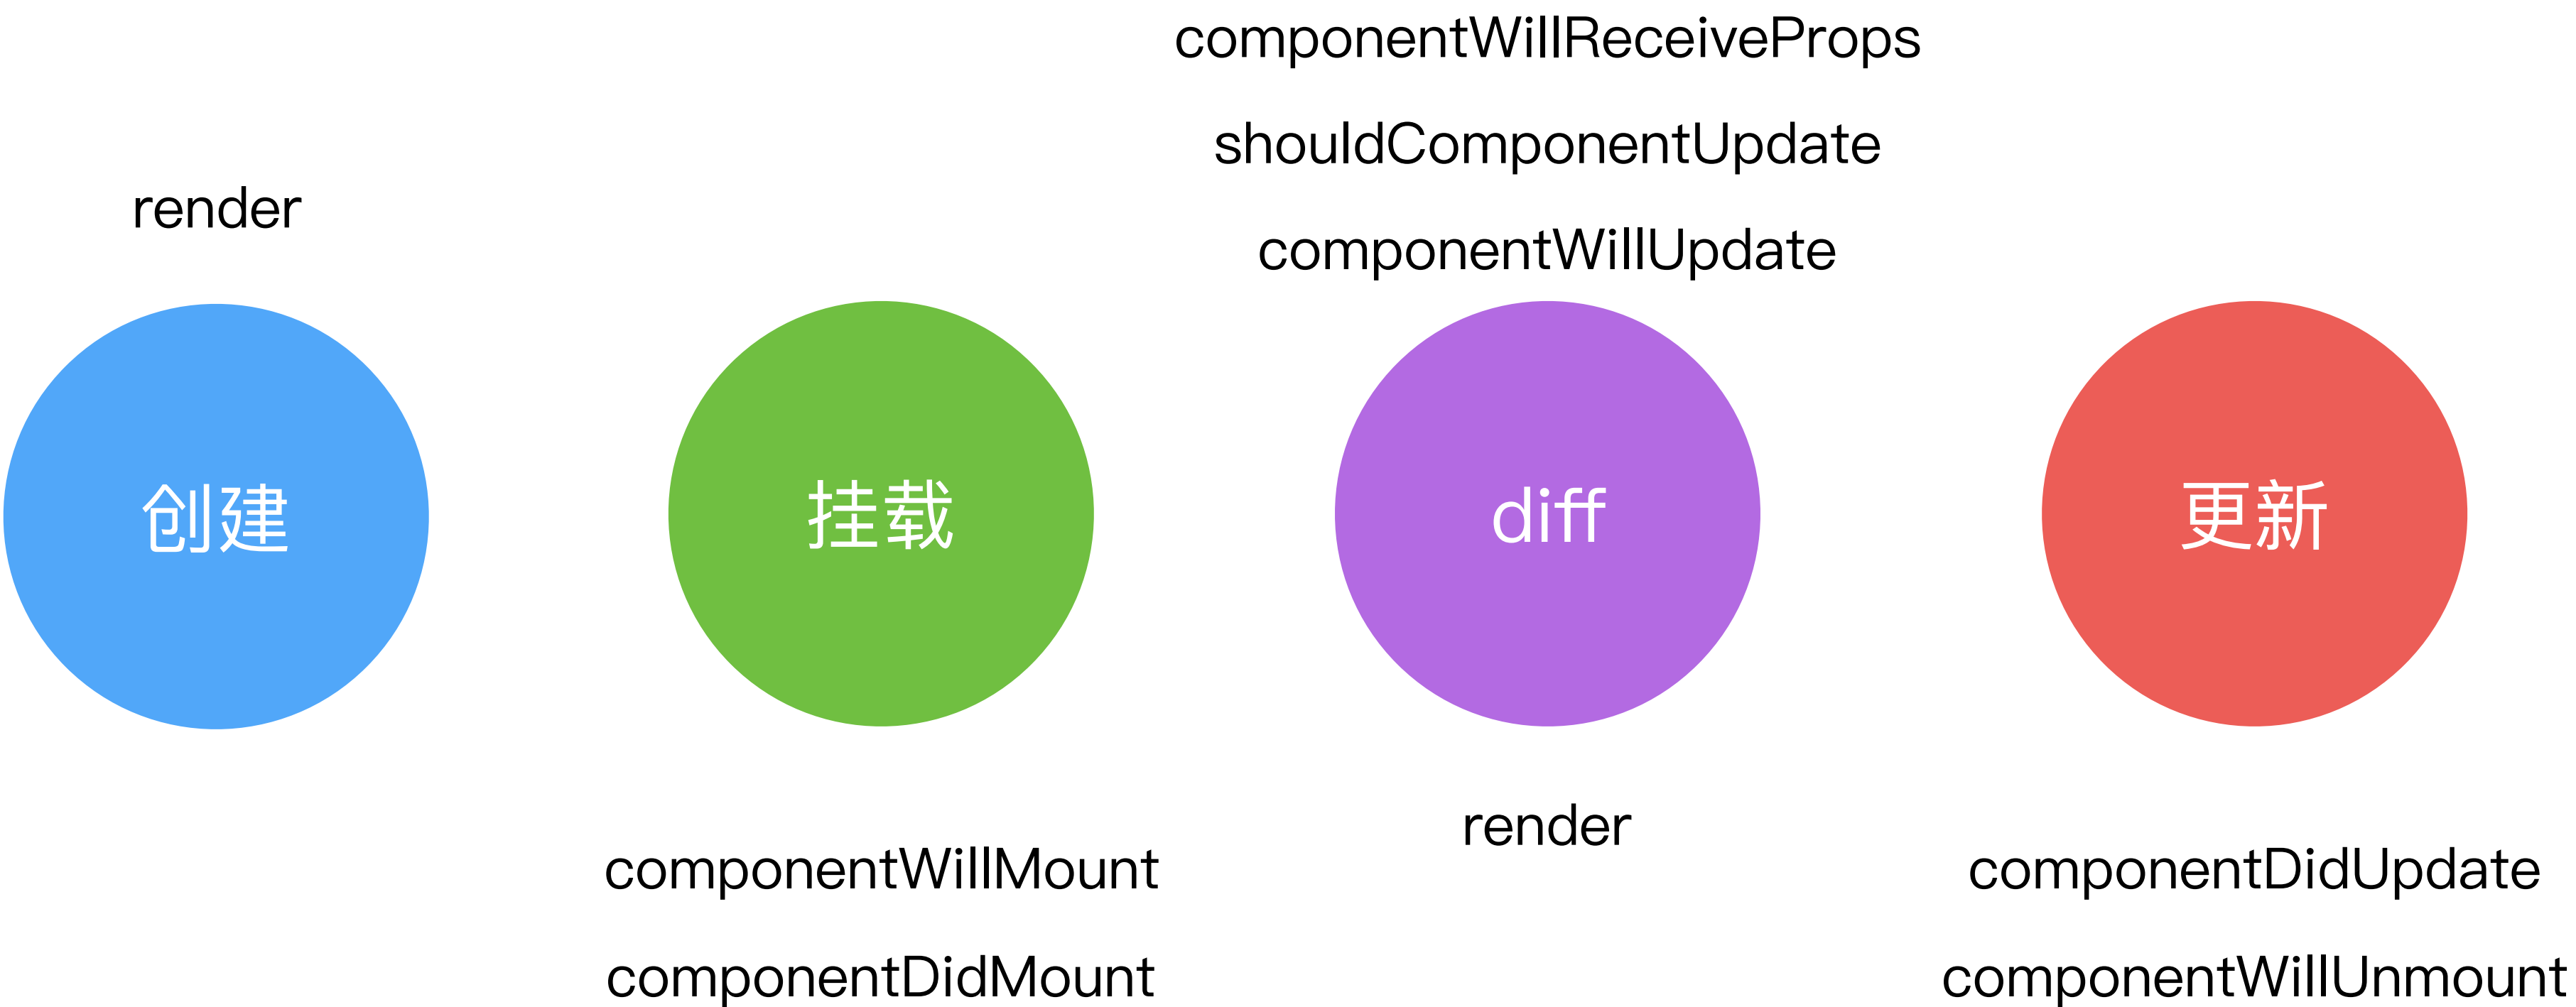 render
创建
挂载
componentWillMount
componentDidMount
componentWillReceiveProps
shouldComponentUpdate
componentWillUpdate
diff
render
更新
componentDidUpdate
componentWillUnmount